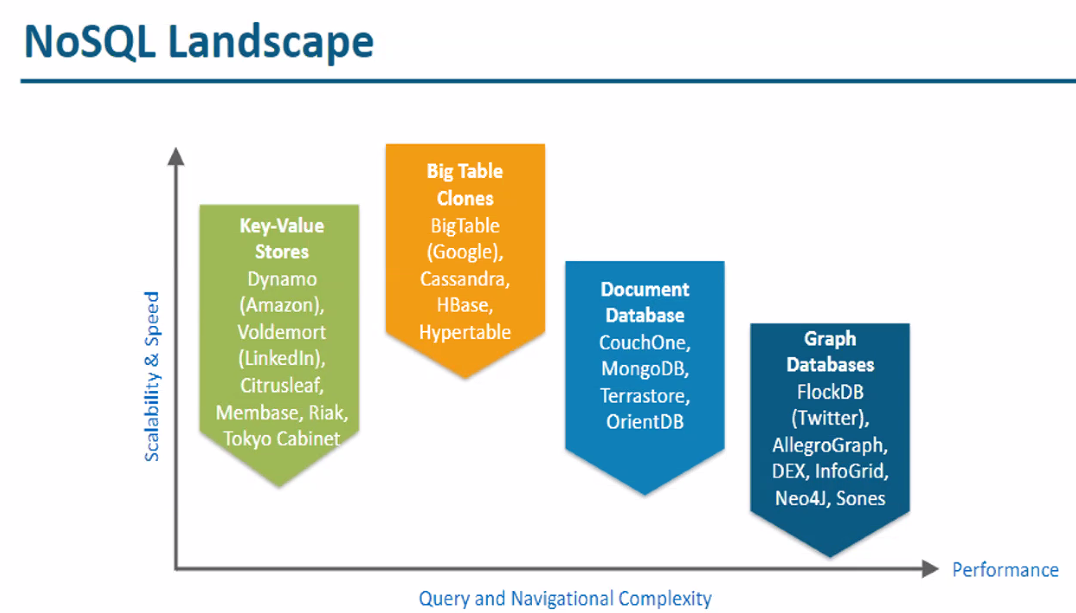 NoSQL Landscape
Scalability & Speed
Key-Value
Stores
Dynamo
(Amazon),
Voldemort
(LinkedIn),
Citrusleaf,
Membase, Riak,
Tokyo Cabinet
Big Table
Clones
BigTable
(Google),
Cassandra,
HBase,
Hypertable
Document
Database
CouchOne,
MongoDB,
Terrastore,
OrientDB
Graph
Databases
FlockDB
(Twitter),
AllegroGraph,
DEX, InfoGrid,
Neo4J, Sones
Performance
Query and Navigational Complexity